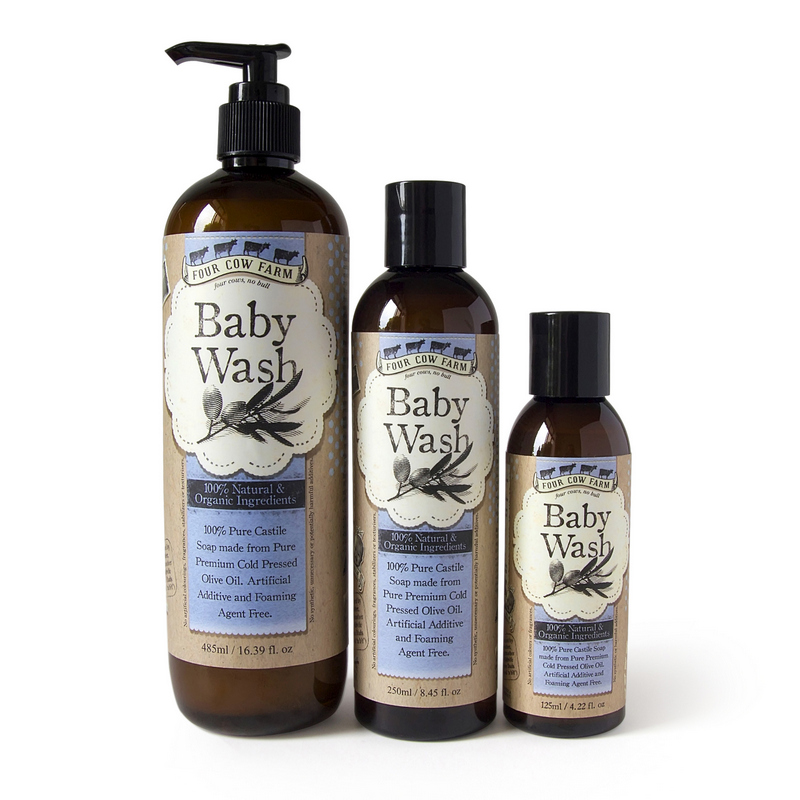 FOUR COW FARM
four cows, no bull
Baby
Wash
100% Natural &
Organic Ingredients
100% Pure Castile
Soap made from Pure
Premium Cold Pressed
Olive Oil. Artificial
Additive and Foaming
Agent Free.
485ml / 16.39 fl. oz
FOUR COW FARM
four cows, no bull
Baby
Wash
100% Natural &
Organic Ingredients
100% Pure Castile
Soap made from
Pure Premium Cold
Pressed Olive Oil.
Artificial Additive
and Foaming
Agent Free.
250ml / 8.45 fl. oz
FOUR COW FARM
four cows, no bull
Baby
Wash
100% Natural &
Organic Ingredients
100% Pure Castile Soap
made from Pure Premium
Cold Pressed Olive Oil.
Artificial Additive and
Foaming Agent Free.
125ml / 4.22 fl. oz